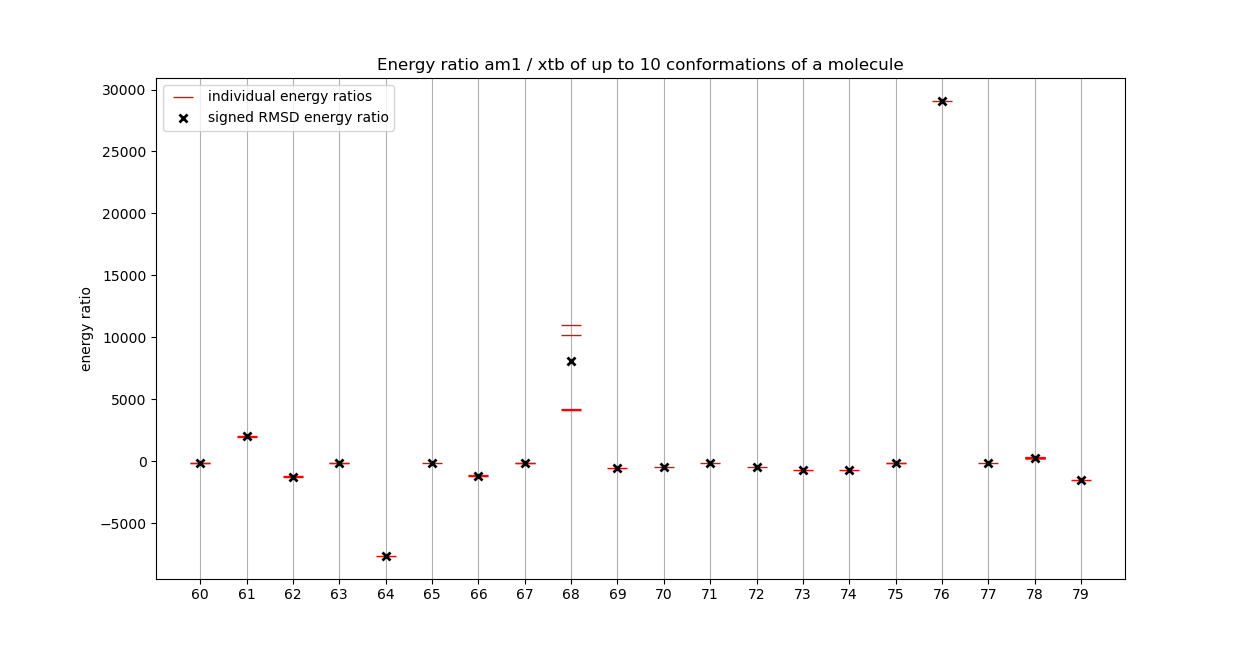 Energy ratio am1 / xtb of up to 10 conformations of a molecule
individual energy ratios
signed RMSD energy ratio
energy ratio
30000
25000
20000
15000
10000
5000
0
−5000
60 61 62 63 64 65 66 67 68 69 70 71 72 73 74 75 76 77 78 79